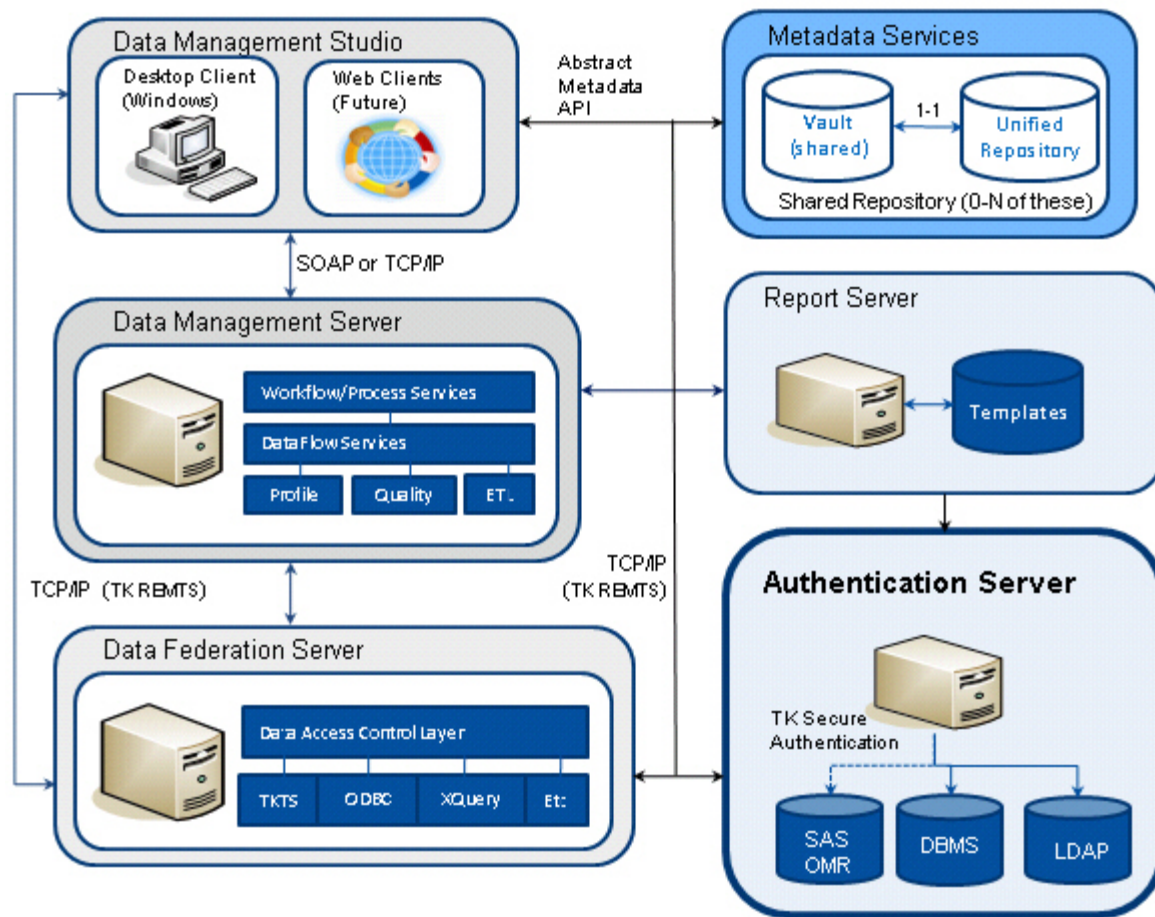 Data Management Studio
Desktop Client
(Windows)
Web Clients
(Future)
Abstract
Metadata
API
Metadata Services
Vault
(shared)
1-1
Unified
Repository
Shared Repository (0-N of these)
SOAP or TCP/IP
Data Management Server
Workflow/Process Services
DataFlow Services
Profile
Quality
ETL
Report Server
Templates
TCP/IP (TK REMTS)
TCP/IP
(TK REMTS)
Data Federation Server
Data Access Control Layer
TKTS
ODBC
XQuery
Etc
Authentication Server
TK Secure
Authentication
SAS
OMR
DBMS
LDAP